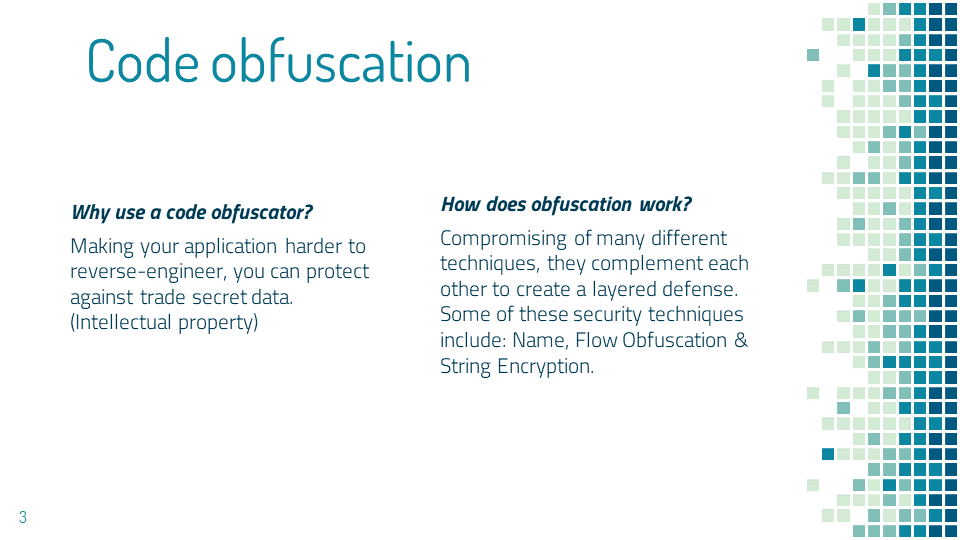 Code obfuscation
Why use a code obfuscator?
Making your application harder to
reverse-engineer, you can protect
against trade secret data.
(Intellectual property)
How does obfuscation work?
Compromising of many different
techniques, they complement each
other to create a layered defense.
Some of these security techniques
include: Name, Flow Obfuscation &
String Encryption.
3